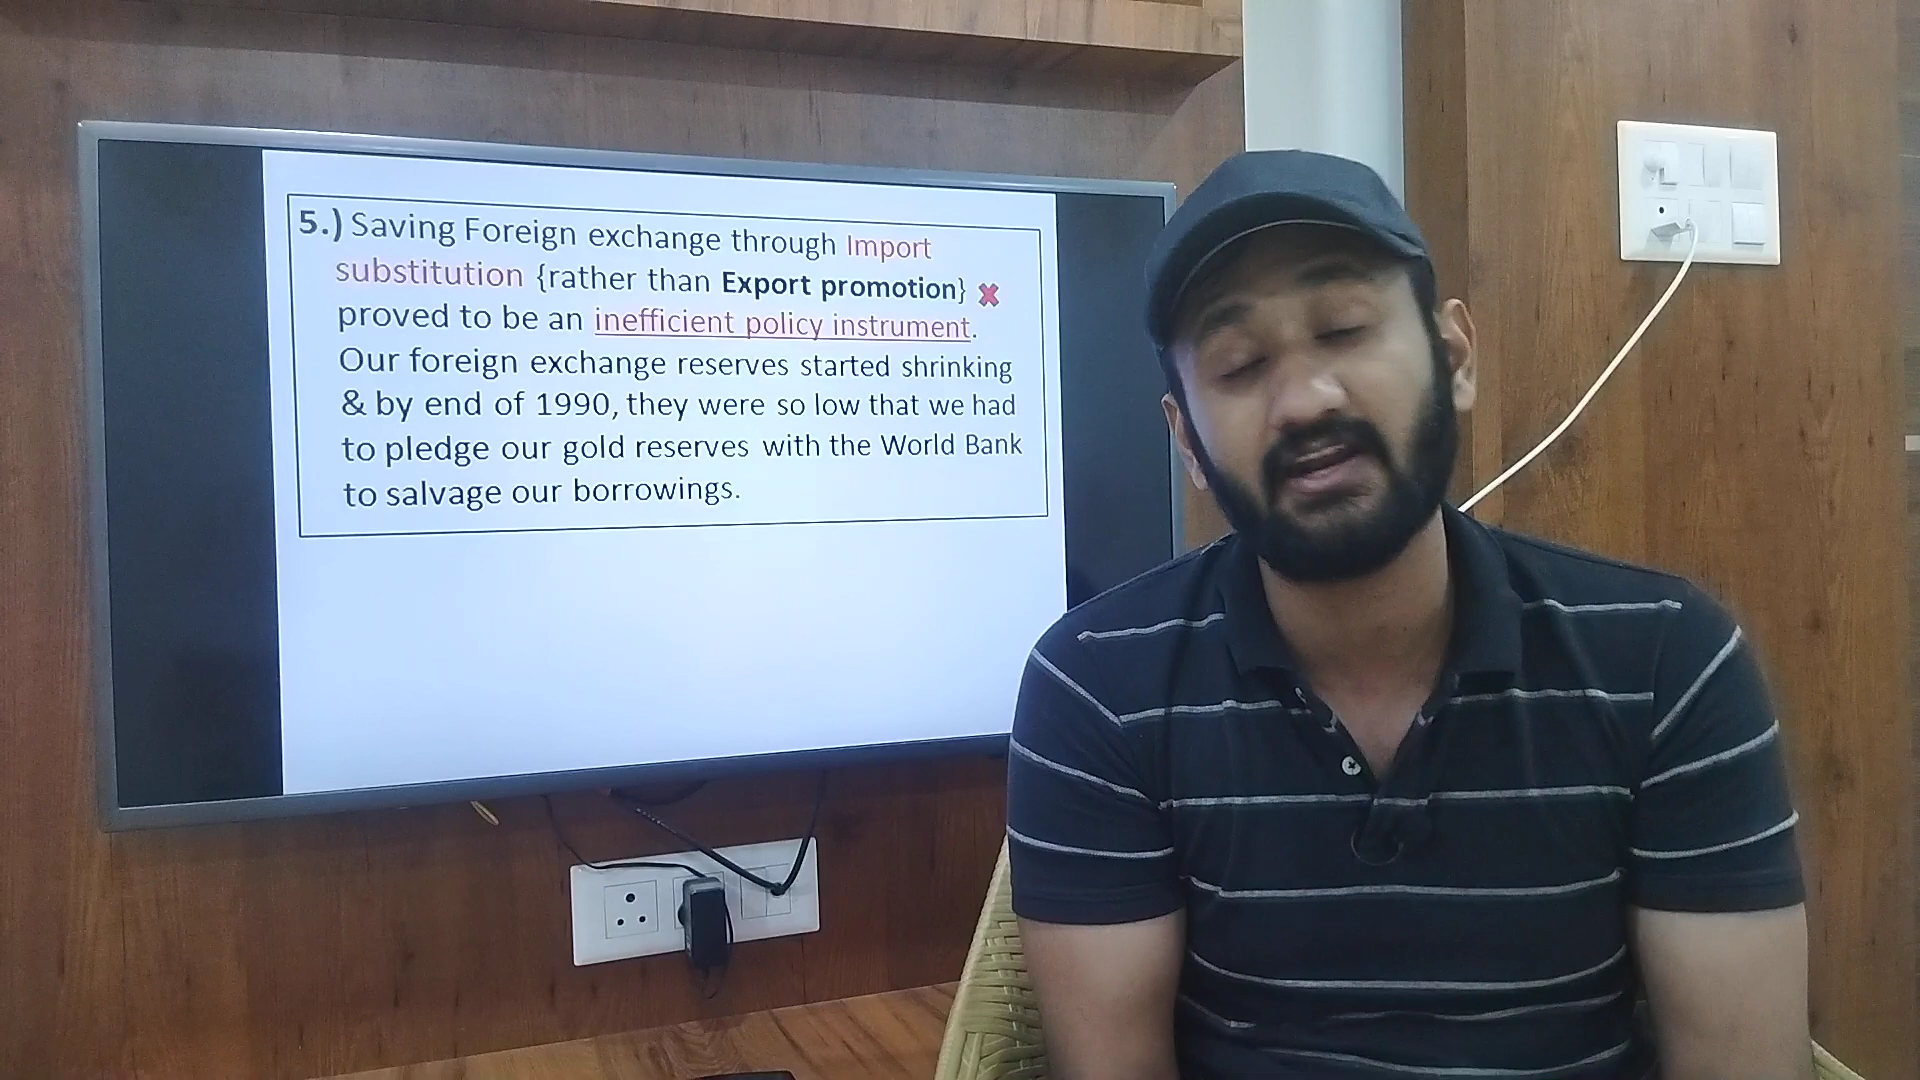 5.) Saving Foreign exchange through Import
substitution {rather than Export promotion} ✖
proved to be an inefficient policy instrument.
Our foreign exchange reserves started shrinking
& by end of 1990, they were so low that we had
to pledge our gold reserves with the World Bank
to salvage our borrowings.